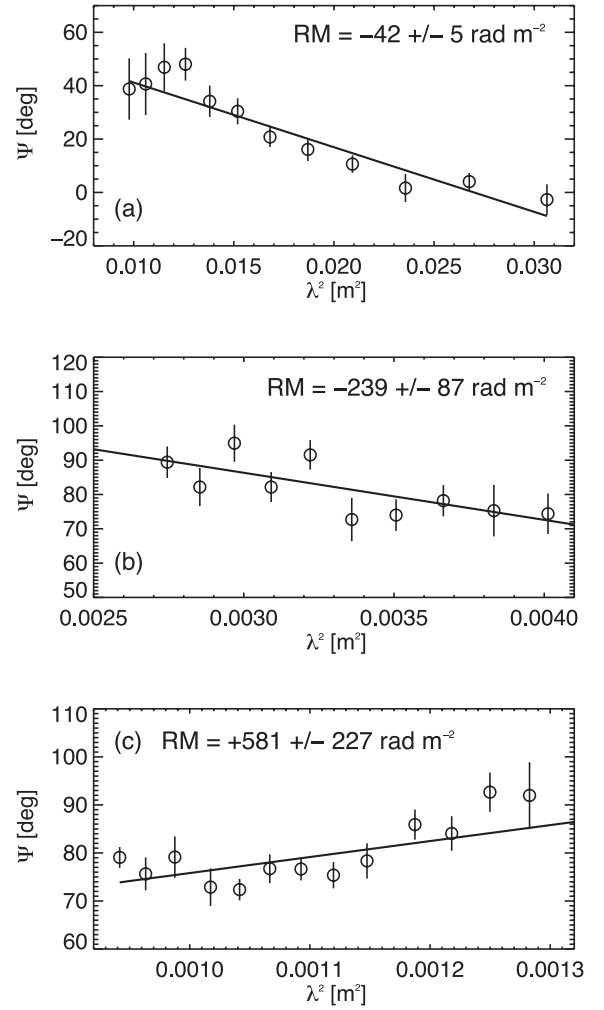 RM = −42 +/− 5 rad m⁻²
60
40
20
0
−20
Ψ [deg]
(a)
0.010 0.015 0.020 0.025 0.030
λ² [m²]
RM = −239 +/− 87 rad m⁻²
120
110
100
90
80
70
60
50
Ψ [deg]
(b)
0.0025 0.0030 0.0035 0.0040
λ² [m²]
(c) RM = +581 +/− 227 rad m⁻²
110
100
90
80
70
60
Ψ [deg]
0.0010 0.0011 0.0012 0.0013
λ² [m²]